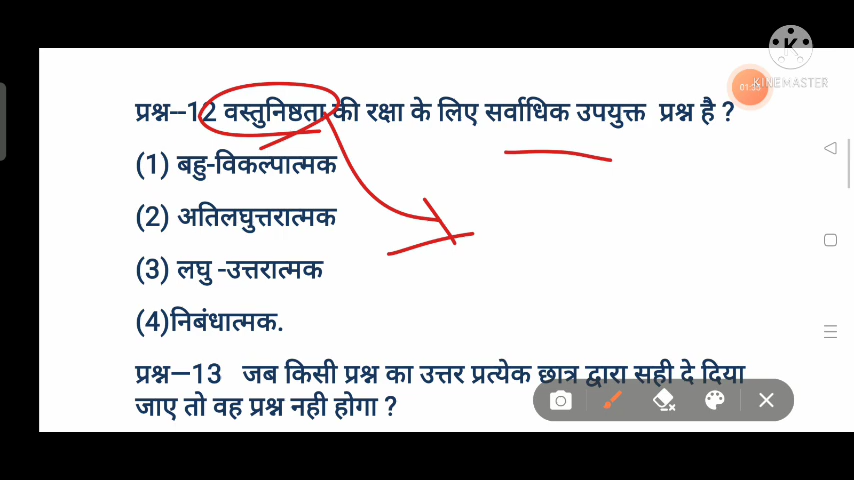 KINEMASTER
प्रश्न--12 वस्तुनिष्ठता की रक्षा के लिए सर्वाधिक उपयुक्त प्रश्न है ?
(1) बहु-विकल्पात्मक
(2) अतिलघुत्तरात्मक
(3) लघु -उत्तरात्मक
(4)निबंधात्मक.
प्रश्न—13 जब किसी प्रश्न का उत्तर प्रत्येक छात्र द्वारा सही दे दिया
जाए तो वह प्रश्न नही होगा ?